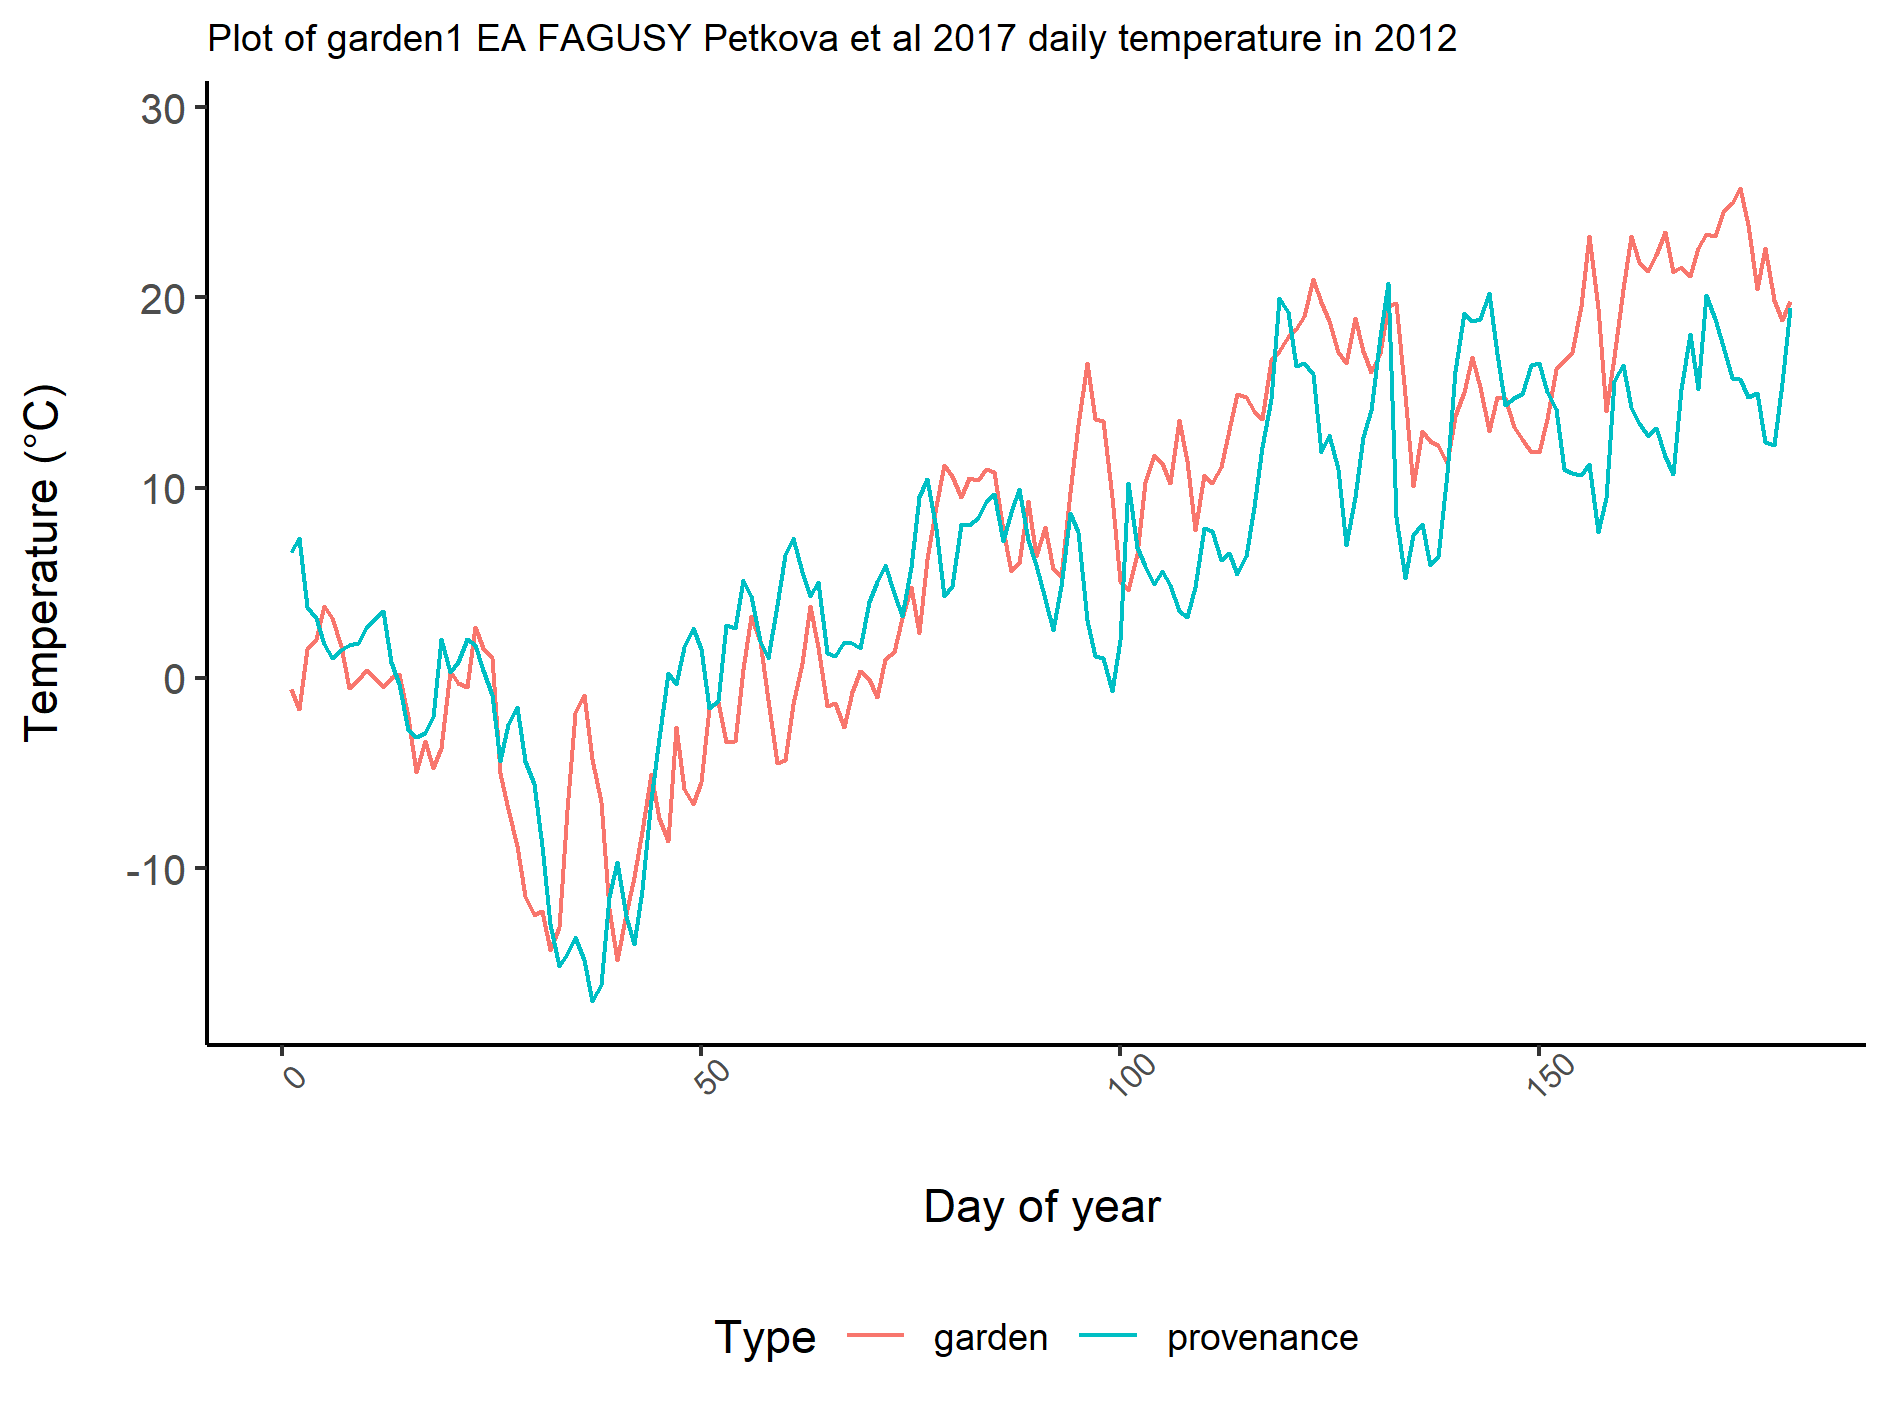 Plot of garden1 EA FAGUSY Petkova et al 2017 daily temperature in 2012
30
20
10
0
-10
Temperature (°C)
0 50 100 150
Day of year
Type garden provenance